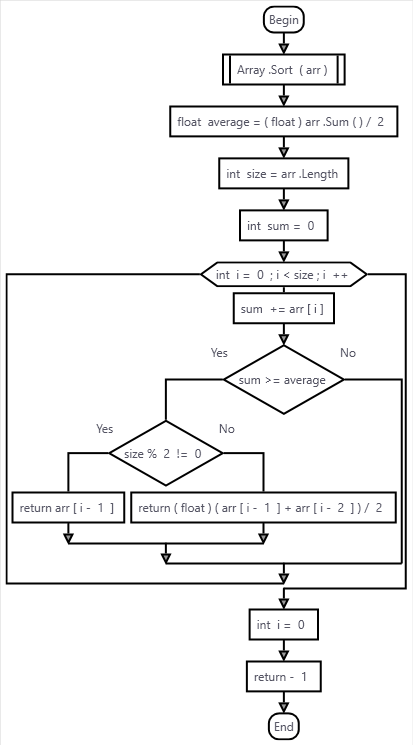 Begin
Array .Sort ( arr )
float average = ( float ) arr .Sum ( ) / 2
int size = arr .Length
int sum = 0
int i = 0 ; i < size ; i ++
sum += arr [ i ]
Yes
No
sum >= average
Yes
No
size % 2 != 0
return arr [ i - 1 ]
return ( float ) ( arr [ i - 1 ] + arr [ i - 2 ] ) / 2
int i = 0
return - 1
End